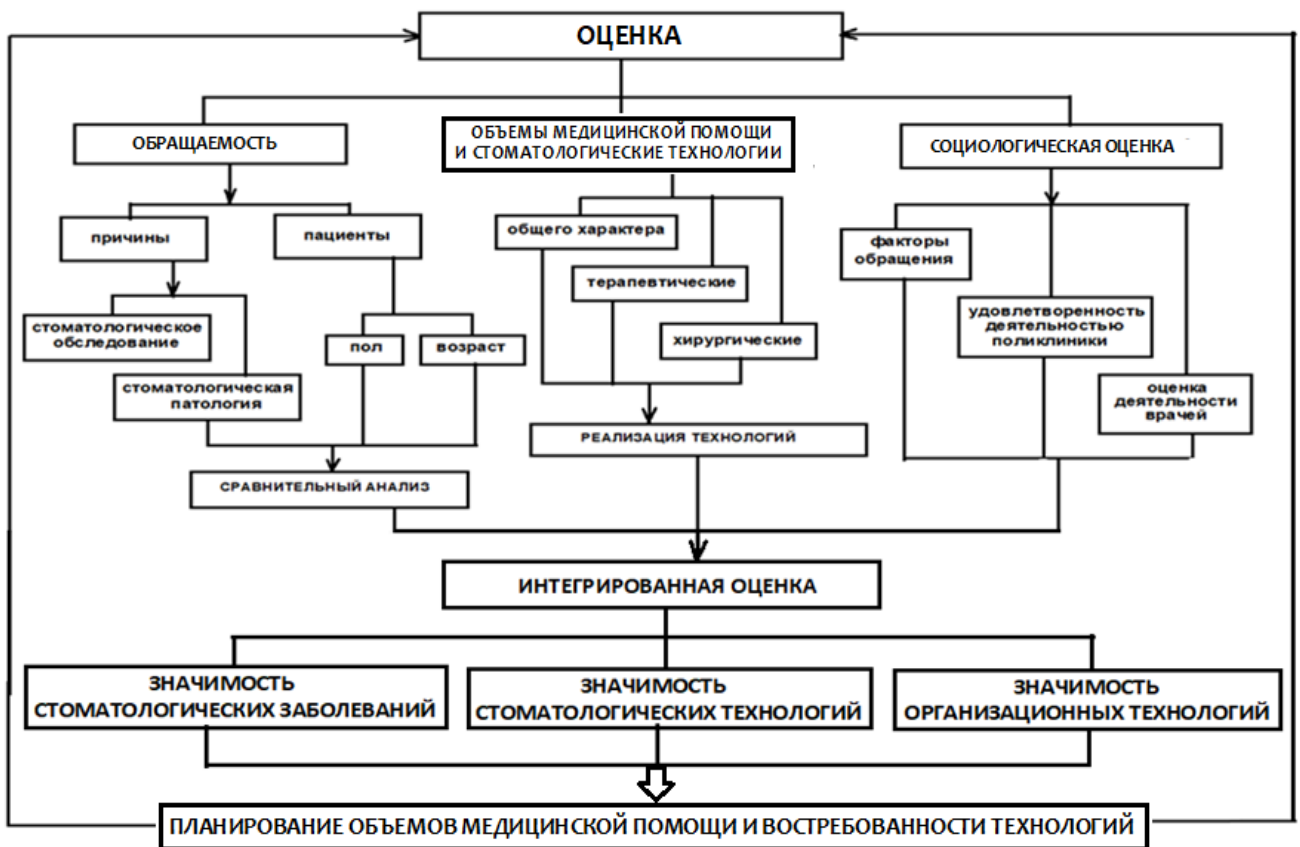 ОЦЕНКА
ОБРАЩАЕМОСТЬ
ОБЪЕМЫ МЕДИЦИНСКОЙ ПОМОЩИ
И СТОМАТОЛОГИЧЕСКИЕ ТЕХНОЛОГИИ
СОЦИОЛОГИЧЕСКАЯ ОЦЕНКА
причины
пациенты
стоматологическое
обследование
стоматологическая
патология
пол
возраст
СРАВНИТЕЛЬНЫЙ АНАЛИЗ
общего характера
терапевтические
хирургические
РЕАЛИЗАЦИЯ ТЕХНОЛОГИЙ
факторы
обращения
удовлетворенность
деятельностью
поликлиники
оценка
деятельности
врачей
ИНТЕГРИРОВАННАЯ ОЦЕНКА
ЗНАЧИМОСТЬ
СТОМАТОЛОГИЧЕСКИХ ЗАБОЛЕВАНИЙ
ЗНАЧИМОСТЬ
СТОМАТОЛОГИЧЕСКИХ ТЕХНОЛОГИЙ
ЗНАЧИМОСТЬ
ОРГАНИЗАЦИОННЫХ ТЕХНОЛОГИЙ
ПЛАНИРОВАНИЕ ОБЪЕМОВ МЕДИЦИНСКОЙ ПОМОЩИ И ВОСТРЕБОВАННОСТИ ТЕХНОЛОГИЙ